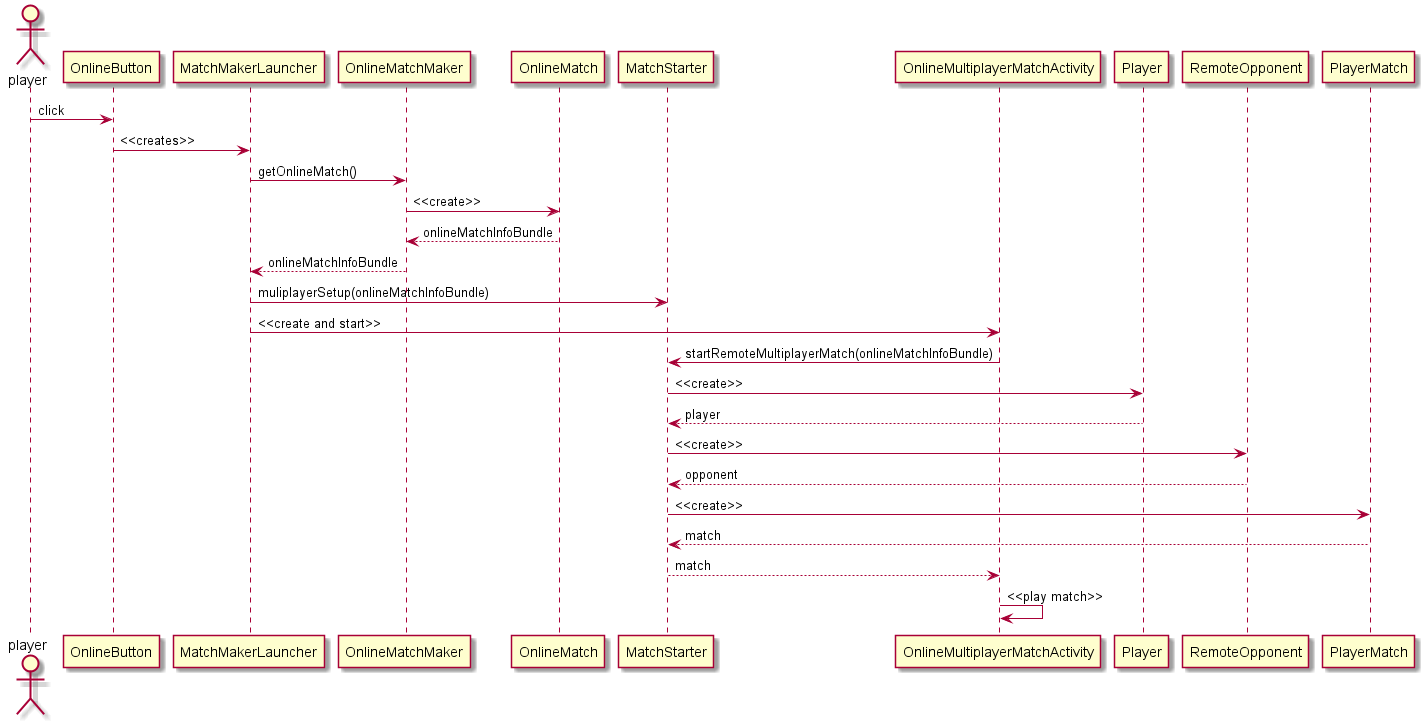 player
OnlineButton
MatchMakerLauncher
OnlineMatchMaker
OnlineMatch
MatchStarter
OnlineMultiplayerMatchActivity
Player
RemoteOpponent
PlayerMatch
click
<<creates>>
getOnlineMatch()
<<create>>
onlineMatchInfoBundle
onlineMatchInfoBundle
muliplayerSetup(onlineMatchInfoBundle)
<<create and start>>
startRemoteMultiplayerMatch(onlineMatchInfoBundle)
<<create>>
player
<<create>>
opponent
<<create>>
match
match
<<play match>>
player
OnlineButton
MatchMakerLauncher
OnlineMatchMaker
OnlineMatch
MatchStarter
OnlineMultiplayerMatchActivity
Player
RemoteOpponent
PlayerMatch